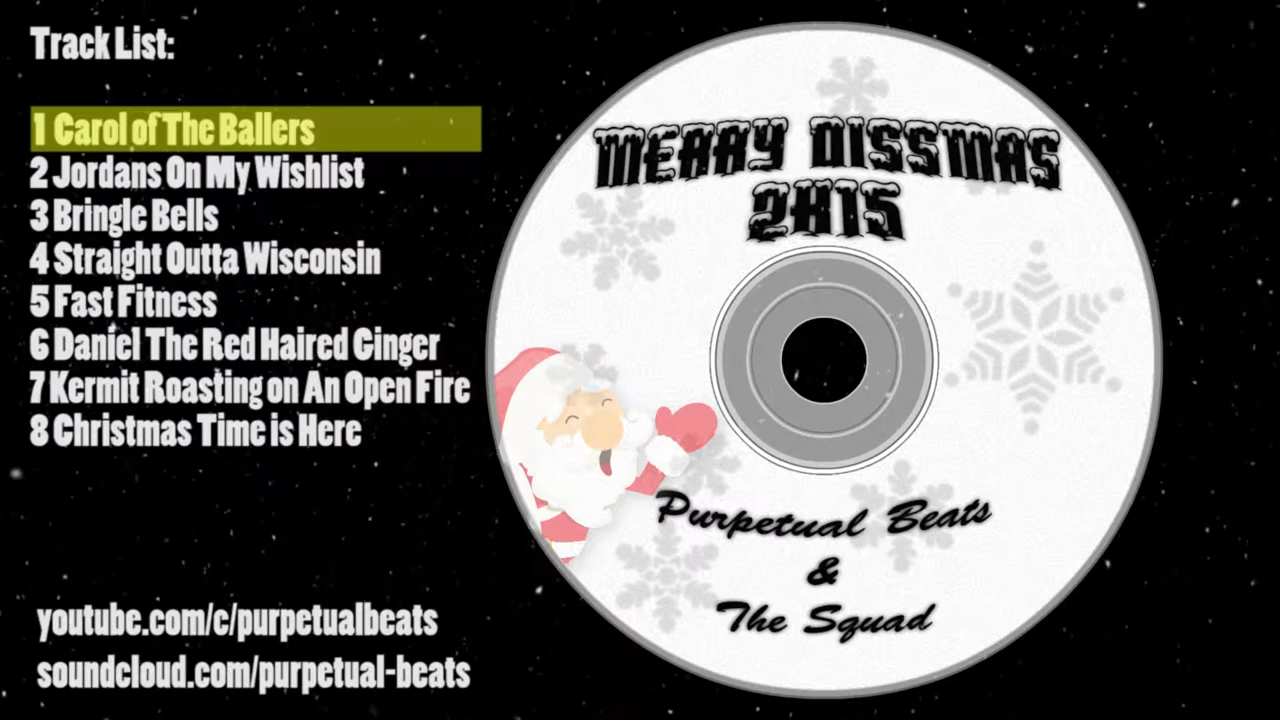 Track List:
1 Carol of The Ballers
2 Jordans On My Wishlist
3 Bringle Bells
4 Straight Outta Wisconsin
5 Fast Fitness
6 Daniel The Red Haired Ginger
7 Kermit Roasting on An Open Fire
8 Christmas Time is Here
youtube.com/c/purpetualbeats
soundcloud.com/purpetual-beats
MERRY DISSMAS
2K15
Purpetual Beats
&
The Squad